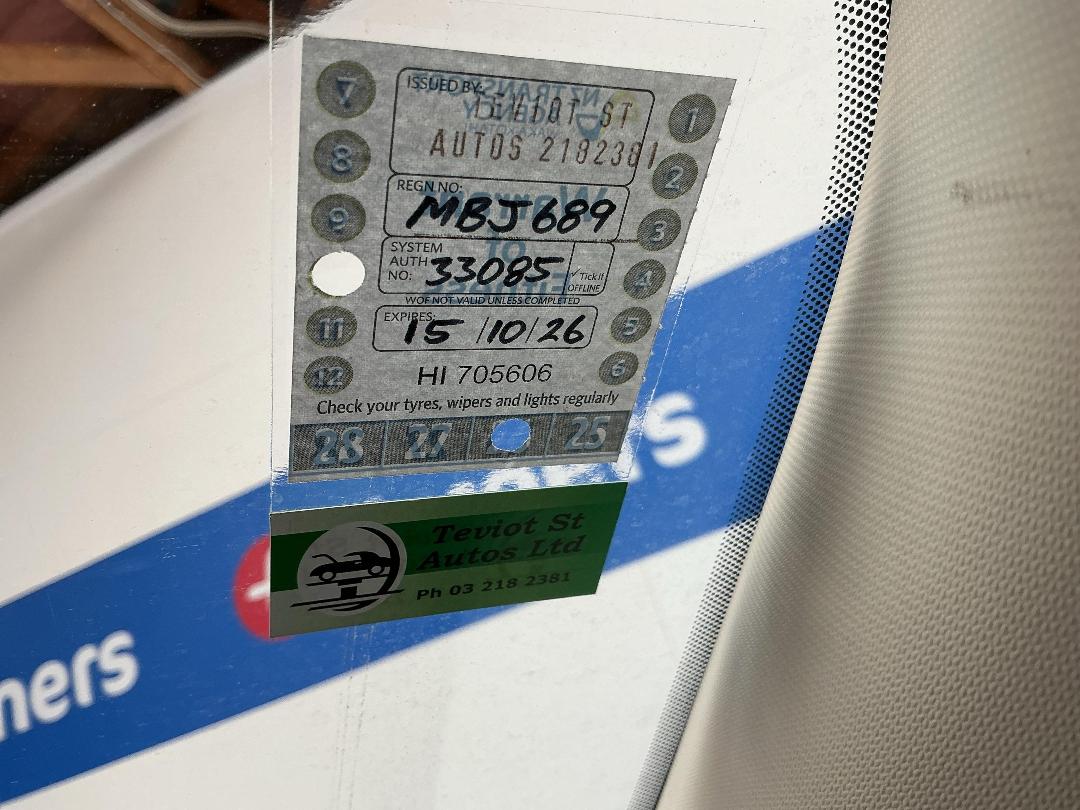 ISSUED BY:
TEVIOT ST
AUTOS 2182381
REGN NO:
MBJ689
SYSTEM
AUTH
NO: 33085
✓ Tick if
OFFLINE
WOF NOT VALID UNLESS COMPLETED
EXPIRES:
15 /10/26
HI 705606
Check your tyres, wipers and lights regularly
7
8
9
11
12
1
2
3
4
5
6
28 27 25
Teviot St
Autos Ltd
Ph 03 218 2381